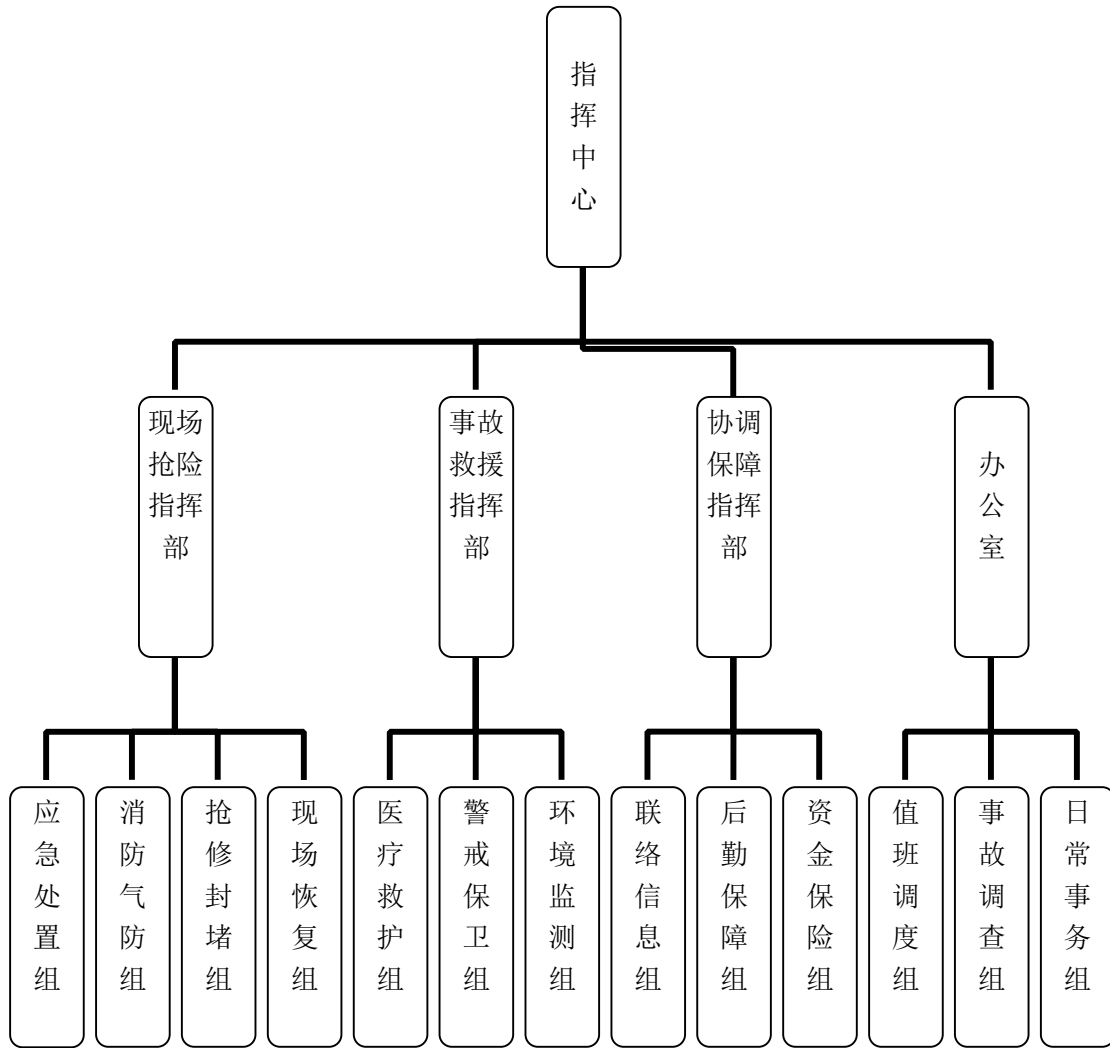 指挥中心
现场抢险指挥部
事故救援指挥部
协调保障指挥部
办公室
应急处置组
消防气防组
抢修封堵组
现场恢复组
医疗救护组
警戒保卫组
环境监测组
联络信息组
后勤保障组
资金保险组
值班调度组
事故调查组
日常事务组